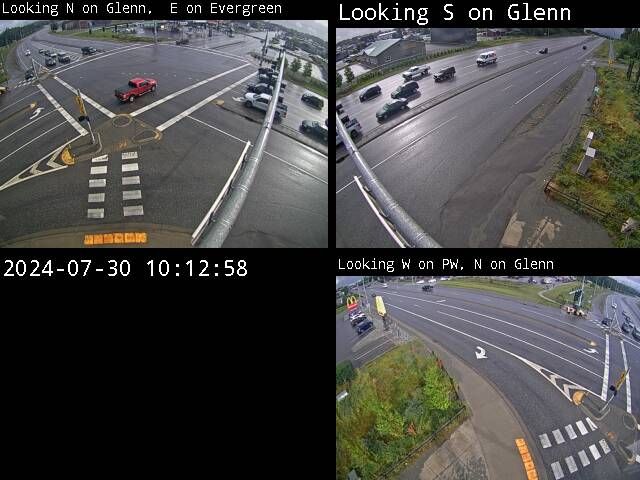 Looking N on Glenn,  E on Evergreen
Looking S on Glenn
2024-07-30 10:12:58
Looking W on PW, N on Glenn